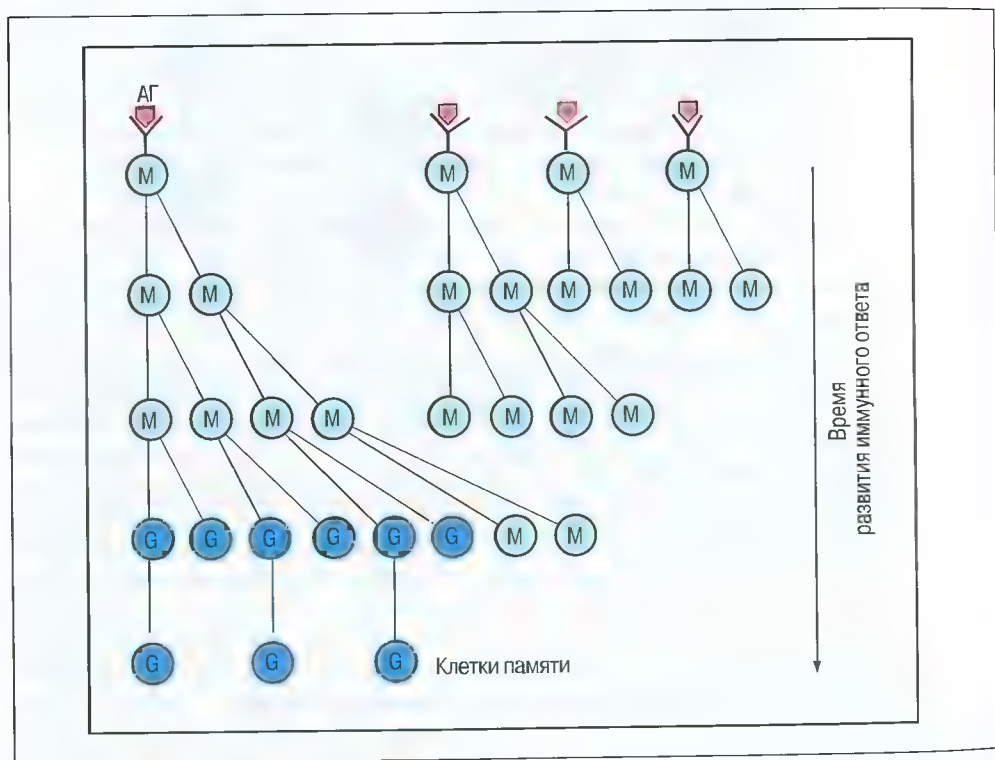 АГ
M M M M
M M M M M M M M
M M M M M M M M
G G G G G G M M
G G G Клетки памяти
Время
развития иммунного ответа